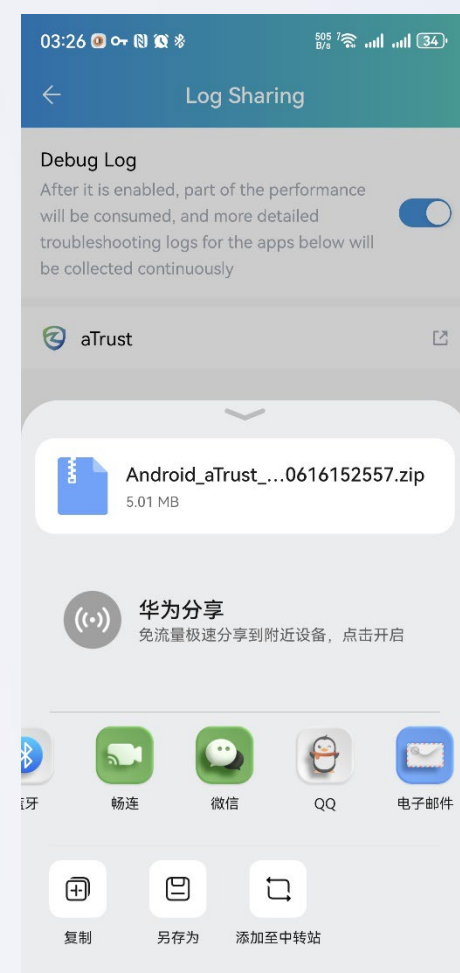 03:26
505 B/s
7
34
Log Sharing
Debug Log
After it is enabled, part of the performance
will be consumed, and more detailed
troubleshooting logs for the apps below will
be collected continuously
aTrust
Android_aTrust_...0616152557.zip
5.01 MB
华为分享
免流量极速分享到附近设备，点击开启
牙
畅连
微信
QQ
电子邮件
复制
另存为
添加至中转站